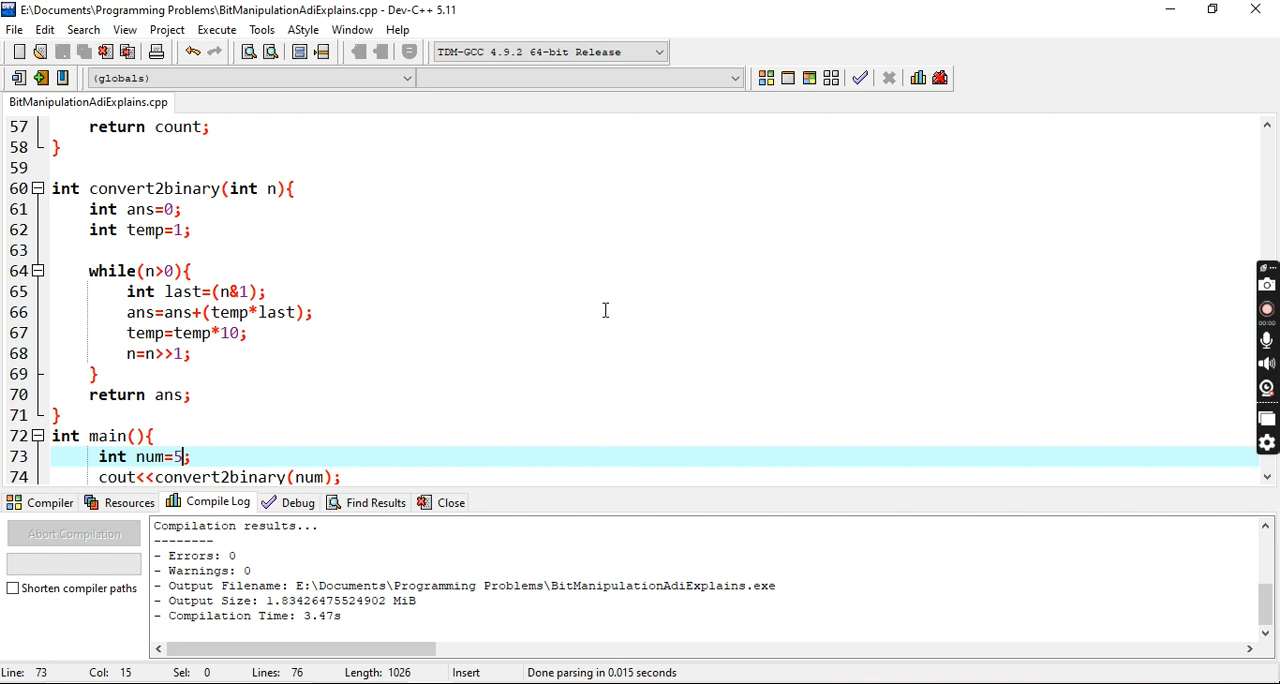 E:\Documents\Programming Problems\BitManipulationAdiExplains.cpp - Dev-C++ 5.11
File Edit Search View Project Execute Tools AStyle Window Help
TDM-GCC 4.9.2 64-bit Release
(globals)
BitManipulationAdiExplains.cpp
57 return count;
58 }
59
60 int convert2binary(int n){
61 int ans=0;
62 int temp=1;
63
64 while(n>0){
65 int last=(n&1);
66 ans=ans+(temp*last);
67 temp=temp*10;
68 n=n>>1;
69 }
70 return ans;
71 }
72 int main(){
73 int num=5;
74 cout<<convert2binary(num);
Compiler Resources Compile Log Debug Find Results Close
Abort Compilation
Shorten compiler paths
Compilation results...
--------
- Errors: 0
- Warnings: 0
- Output Filename: E:\Documents\Programming Problems\BitManipulationAdiExplains.exe
- Output Size: 1.83426475524902 MiB
- Compilation Time: 3.47s
00:00
Line: 73 Col: 15 Sel: 0 Lines: 76 Length: 1026 Insert Done parsing in 0.015 seconds